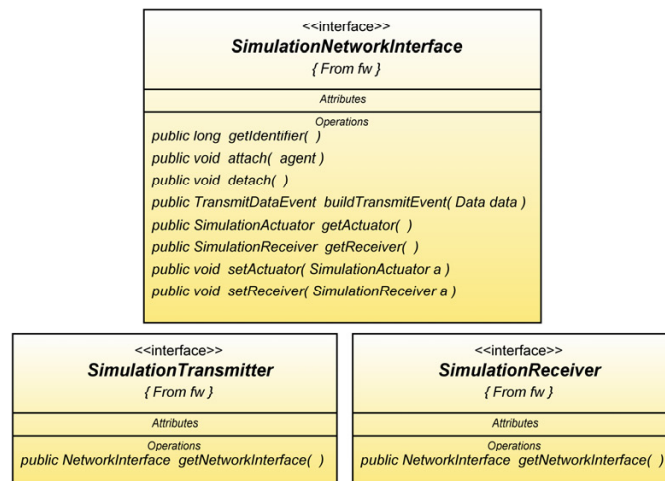 <<interface>>
SimulationNetworkInterface
{ From fw }
Attributes
Operations
public long getIdentifier( )
public void attach( agent )
public void detach( )
public TransmitDataEvent buildTransmitEvent( Data data )
public SimulationActuator getActuator( )
public SimulationReceiver getReceiver( )
public void setActuator( SimulationActuator a )
public void setReceiver( SimulationReceiver a )
<<interface>>
SimulationTransmitter
{ From fw }
Attributes
Operations
public NetworkInterface getNetworkInterface( )
<<interface>>
SimulationReceiver
{ From fw }
Attributes
Operations
public NetworkInterface getNetworkInterface( )